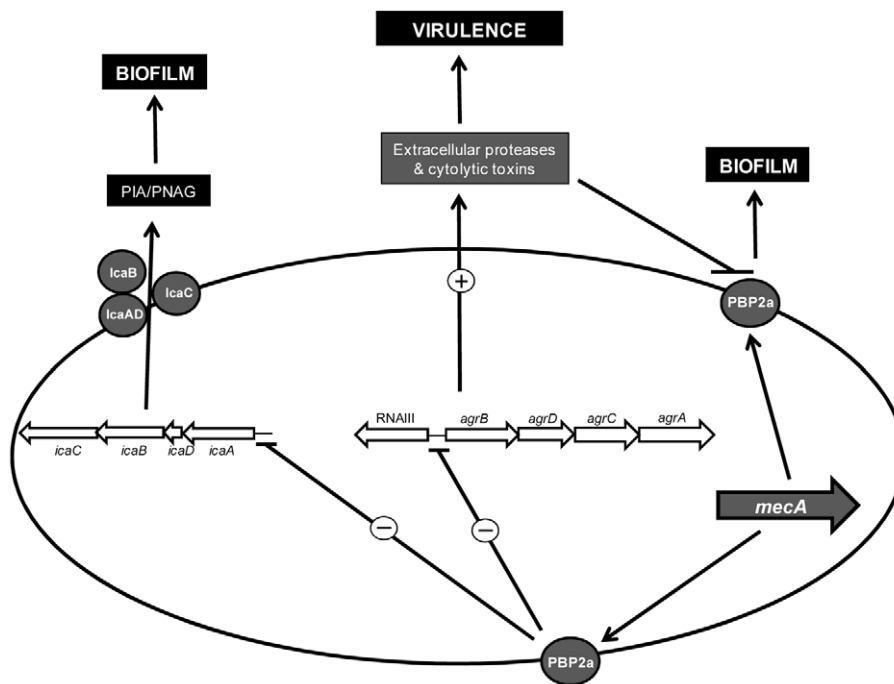 VIRULENCE
BIOFILM
Extracellular proteases
& cytolytic toxins
BIOFILM
PIA/PNAG
IcaB
IcaC
IcaAD
PBP2a
+
RNAIII
agrB
agrD
agrC
agrA
icaC
icaB
icaD
icaA
mecA
−
−
PBP2a